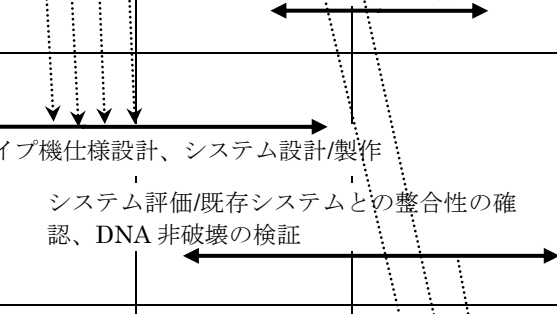 イプ機仕様設計、システム設計/製作
システム評価/既存システムとの整合性の確
認、DNA 非破壊の検証